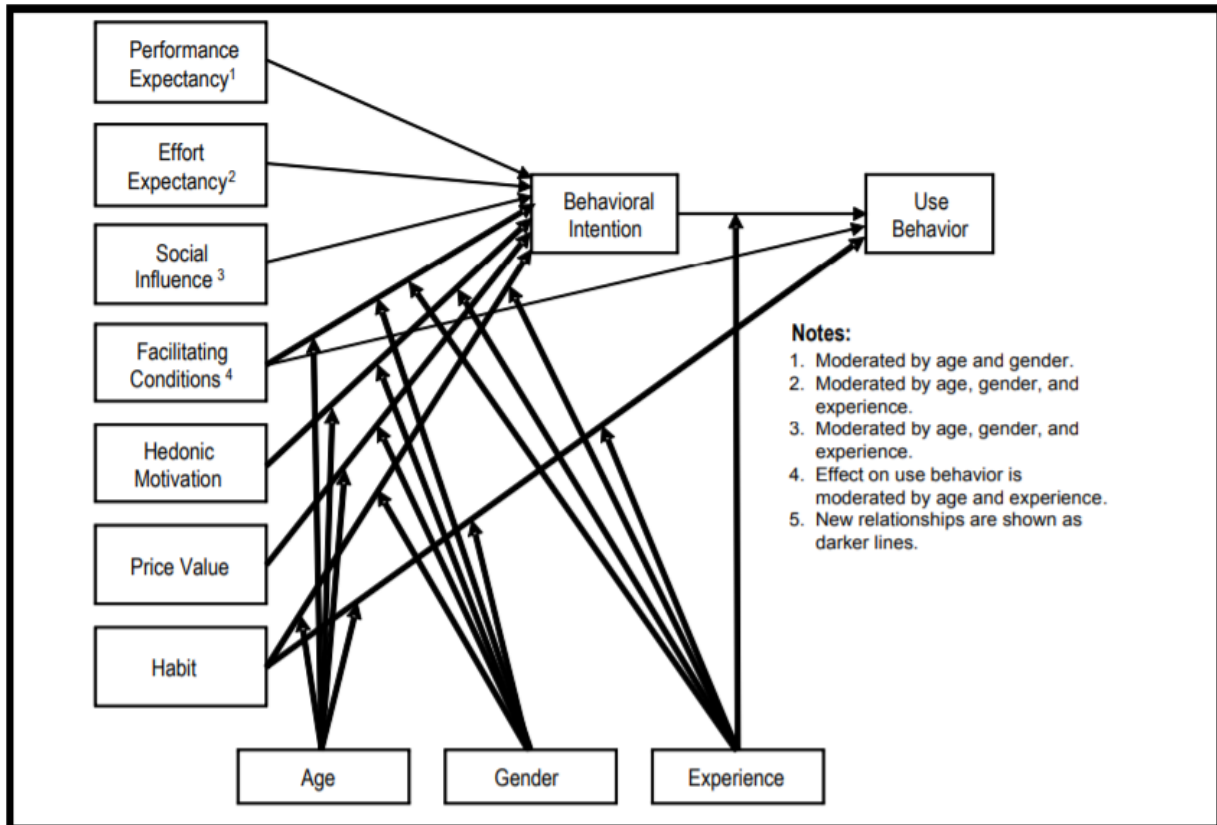 Performance
Expectancy1
Effort
Expectancy2
Social
Influence 3
Facilitating
Conditions 4
Hedonic
Motivation
Price Value
Habit
Behavioral
Intention
Use
Behavior
Notes:
1. Moderated by age and gender.
2. Moderated by age, gender, and
experience.
3. Moderated by age, gender, and
experience.
4. Effect on use behavior is
moderated by age and experience.
5. New relationships are shown as
darker lines.
Age
Gender
Experience